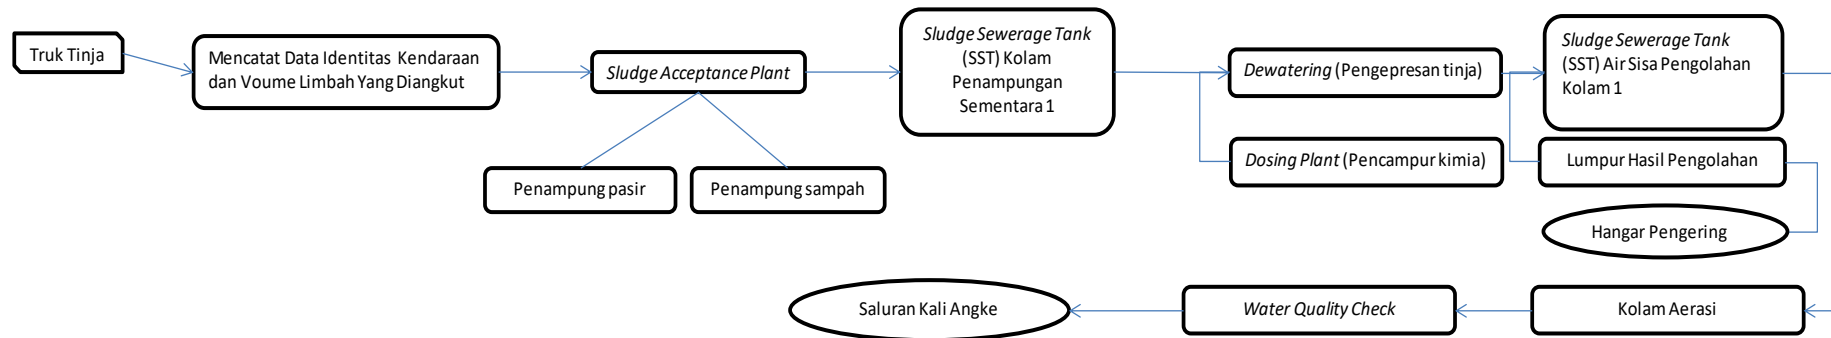 Truk Tinja
Mencatat Data Identitas Kendaraan
dan Voume Limbah Yang Diangkut
Sludge Acceptance Plant
Penampung pasir
Penampung sampah
Sludge Sewerage Tank
(SST) Kolam
Penampungan
Sementara 1
Dewatering (Pengepresan tinja)
Dosing Plant (Pencampur kimia)
Sludge Sewerage Tank
(SST) Air Sisa Pengolahan
Kolam 1
Lumpur Hasil Pengolahan
Hangar Pengering
Kolam Aerasi
Water Quality Check
Saluran Kali Angke